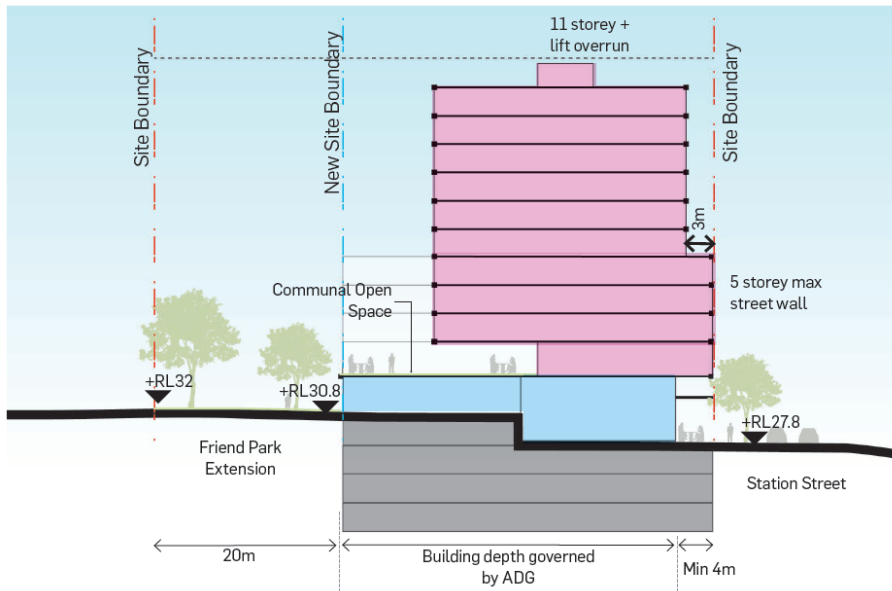 11 storey +
lift overrun
Site Boundary
New Site Boundary
Site Boundary
3m
Communal Open
Space
5 storey max
street wall
+RL32
+RL30.8
+RL27.8
Friend Park
Extension
Station Street
20m
Building depth governed
by ADG
Min 4m